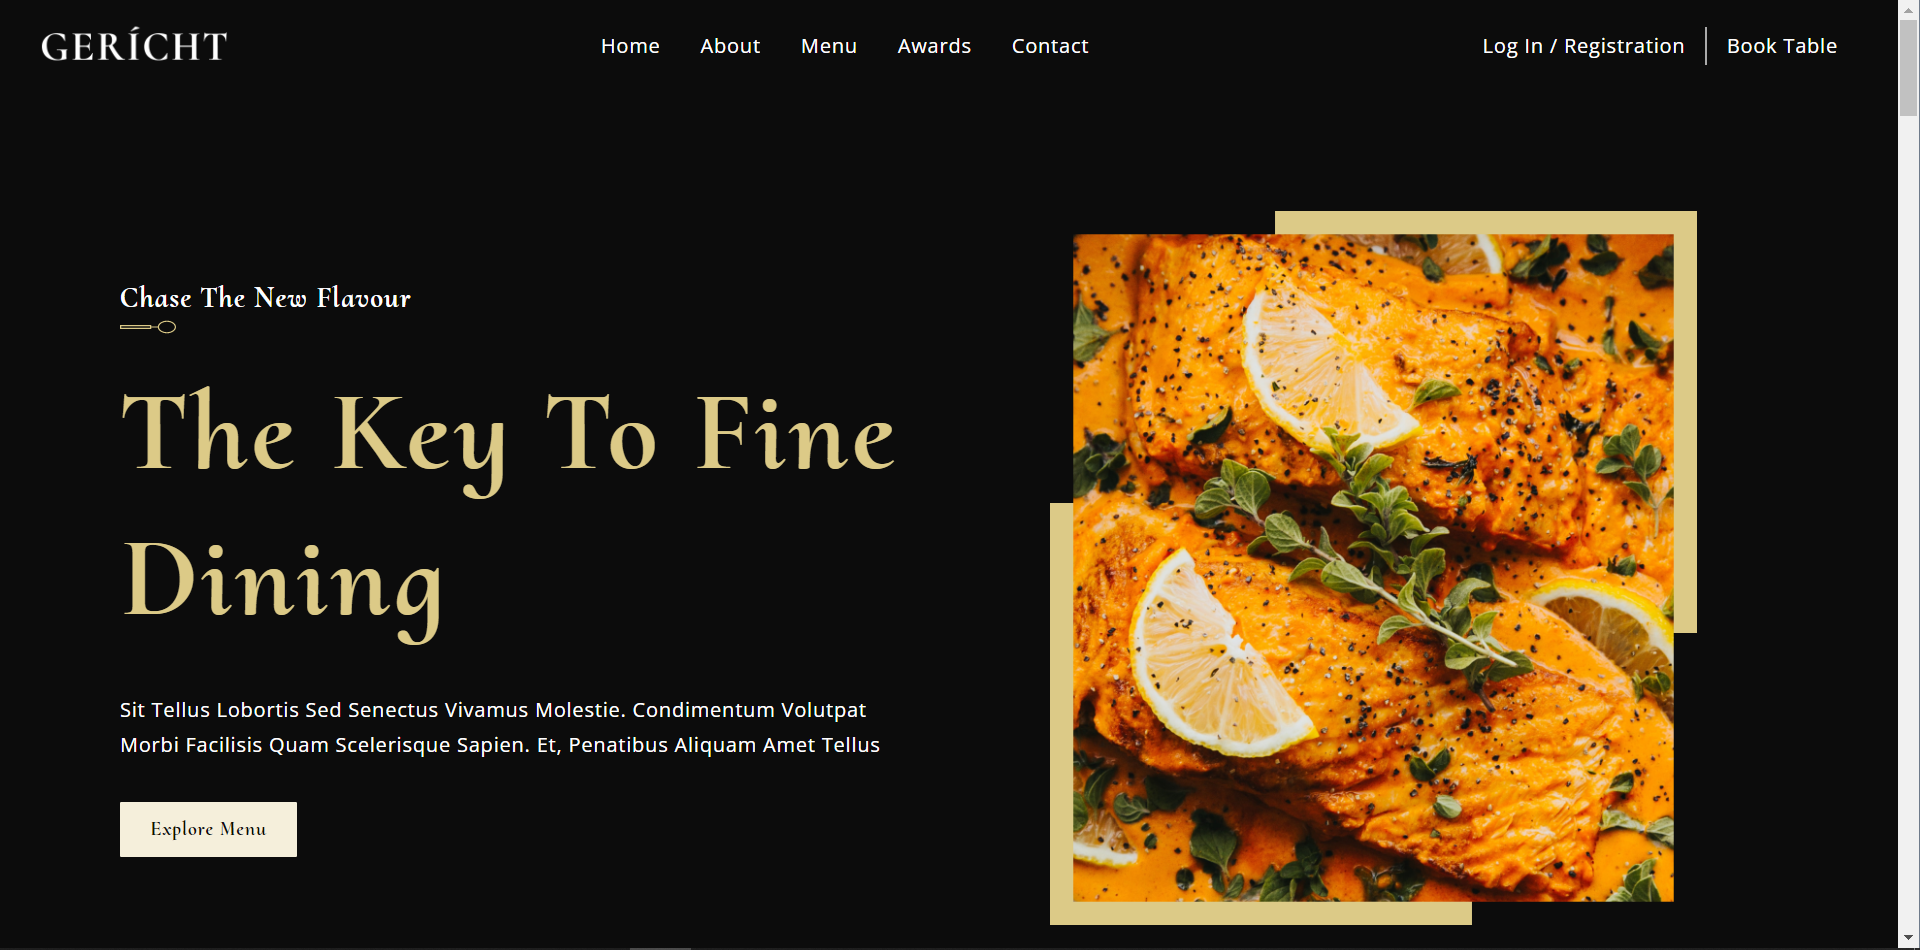 GERÍCHT
Home About Menu Awards Contact
Log In / Registration Book Table
Chase The New Flavour
The Key To Fine
Dining
Sit Tellus Lobortis Sed Senectus Vivamus Molestie. Condimentum Volutpat
Morbi Facilisis Quam Scelerisque Sapien. Et, Penatibus Aliquam Amet Tellus
Explore Menu